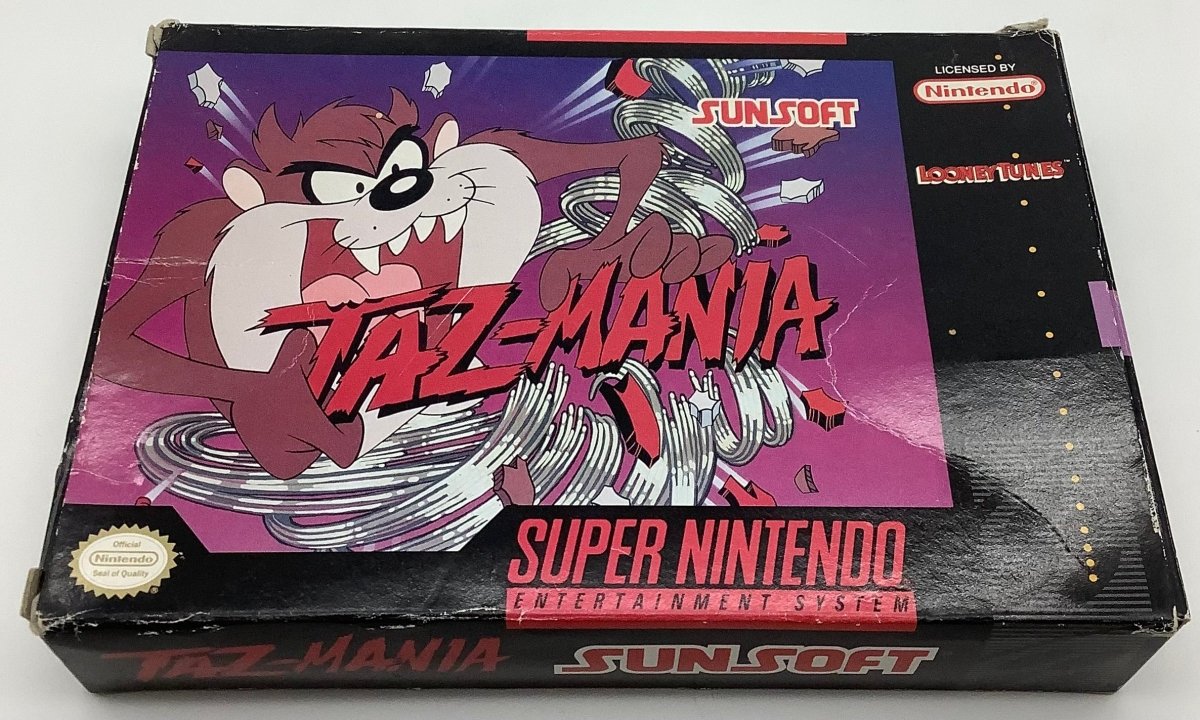 LICENSED BY
Nintendo®
SUNSOFT
LOONEY TUNES™
TAZ-MANIA
Official
Nintendo
Seal of Quality
SUPER NINTENDO
ENTERTAINMENT SYSTEM
TAZ-MANIA
SUNSOFT